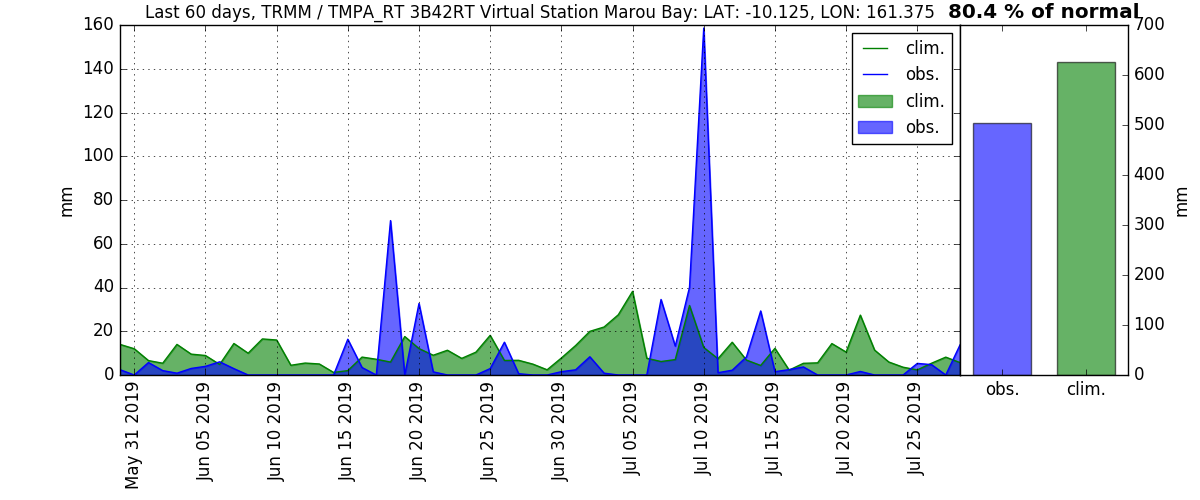 Last 60 days, TRMM / TMPA_RT 3B42RT Virtual Station Marou Bay: LAT: -10.125, LON: 161.375
80.4 % of normal
160
140
120
100
80
60
40
20
0
mm
clim.
obs.
clim.
obs.
May 31 2019
Jun 05 2019
Jun 10 2019
Jun 15 2019
Jun 20 2019
Jun 25 2019
Jun 30 2019
Jul 05 2019
Jul 10 2019
Jul 15 2019
Jul 20 2019
Jul 25 2019
700
600
500
400
300
200
100
0
mm
obs.
clim.